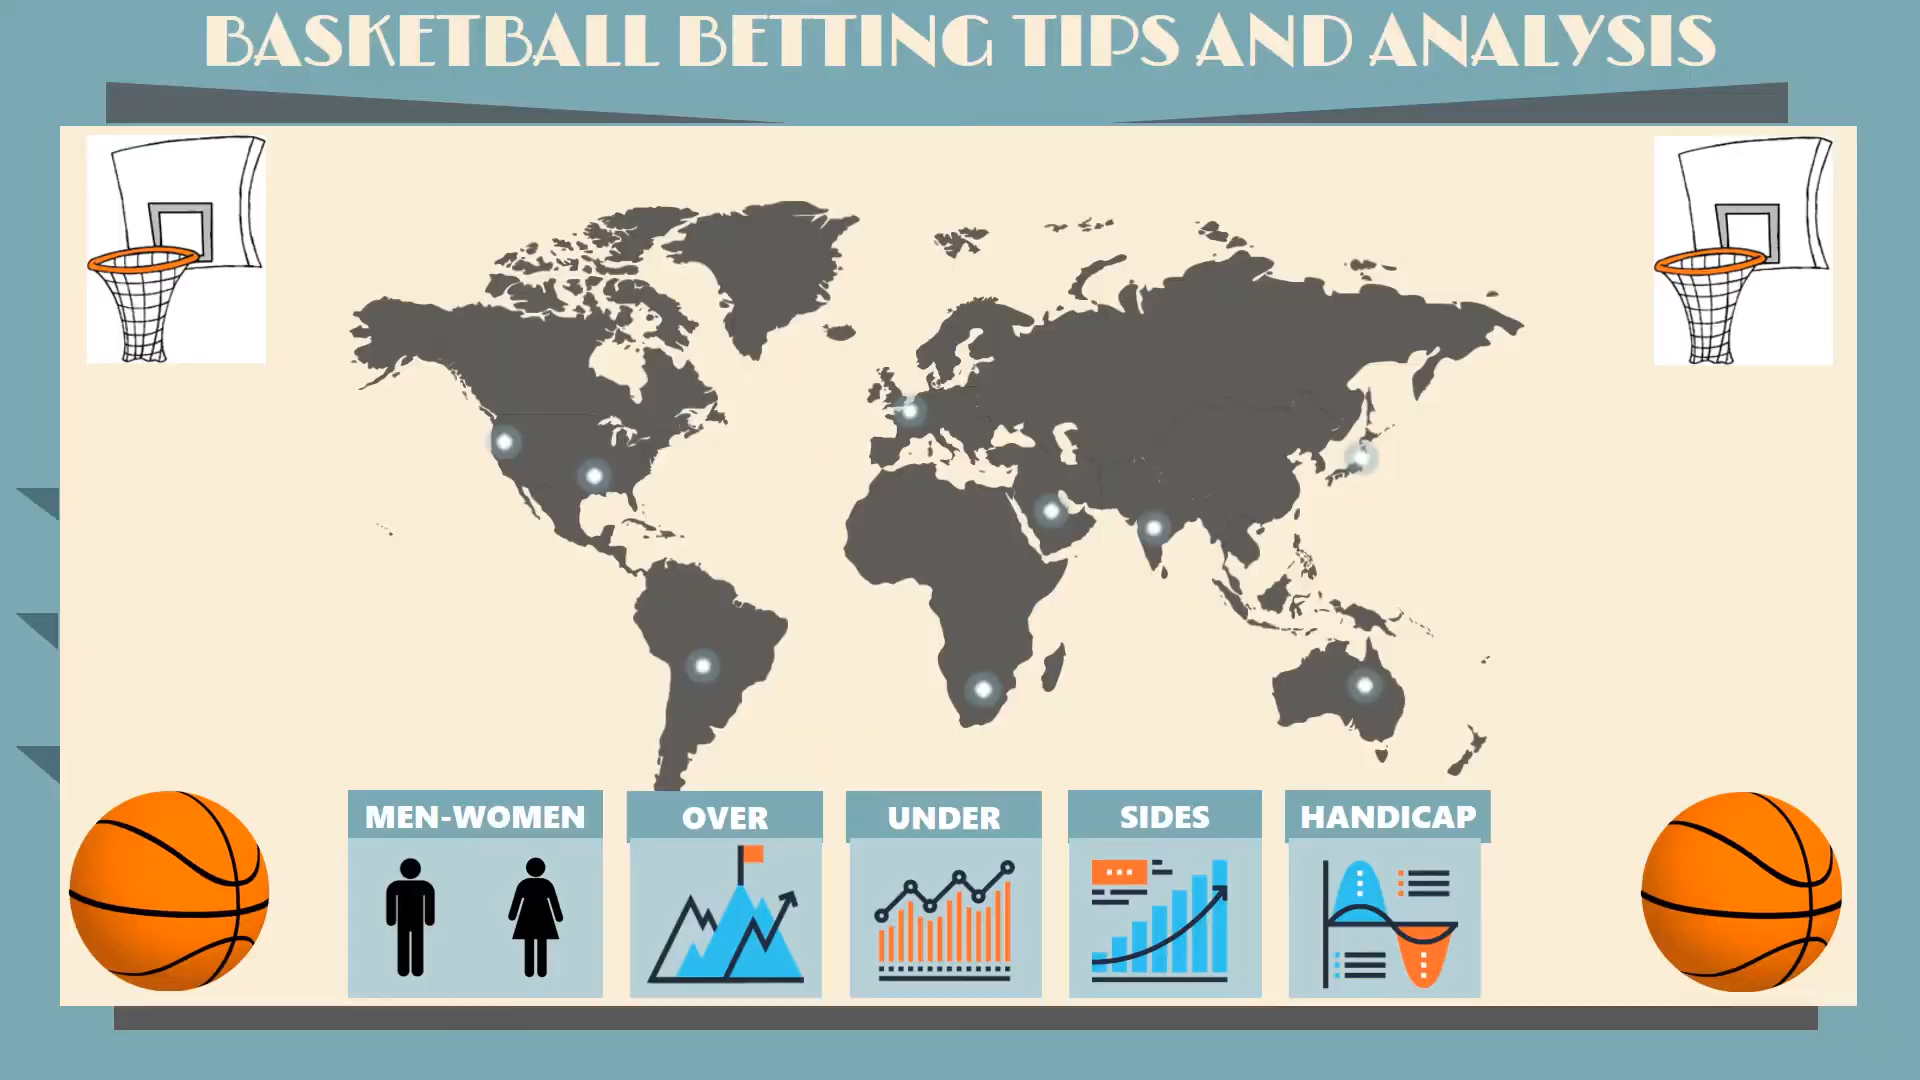 BASKETBALL BETTING TIPS AND ANALYSIS
MEN-WOMEN
OVER
UNDER
SIDES
HANDICAP